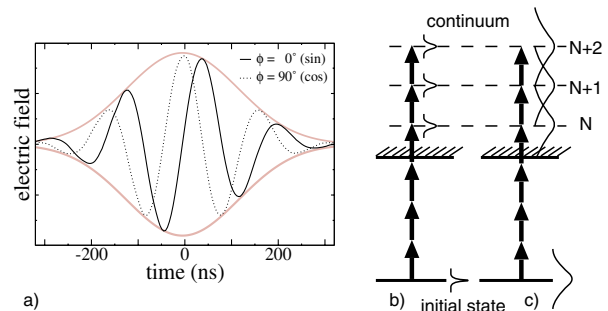 electric field
ϕ = 0° (sin)
ϕ = 90° (cos)
-200
0
200
time (ns)
a)
continuum
N+2
N+1
N
b)
initial state
c)